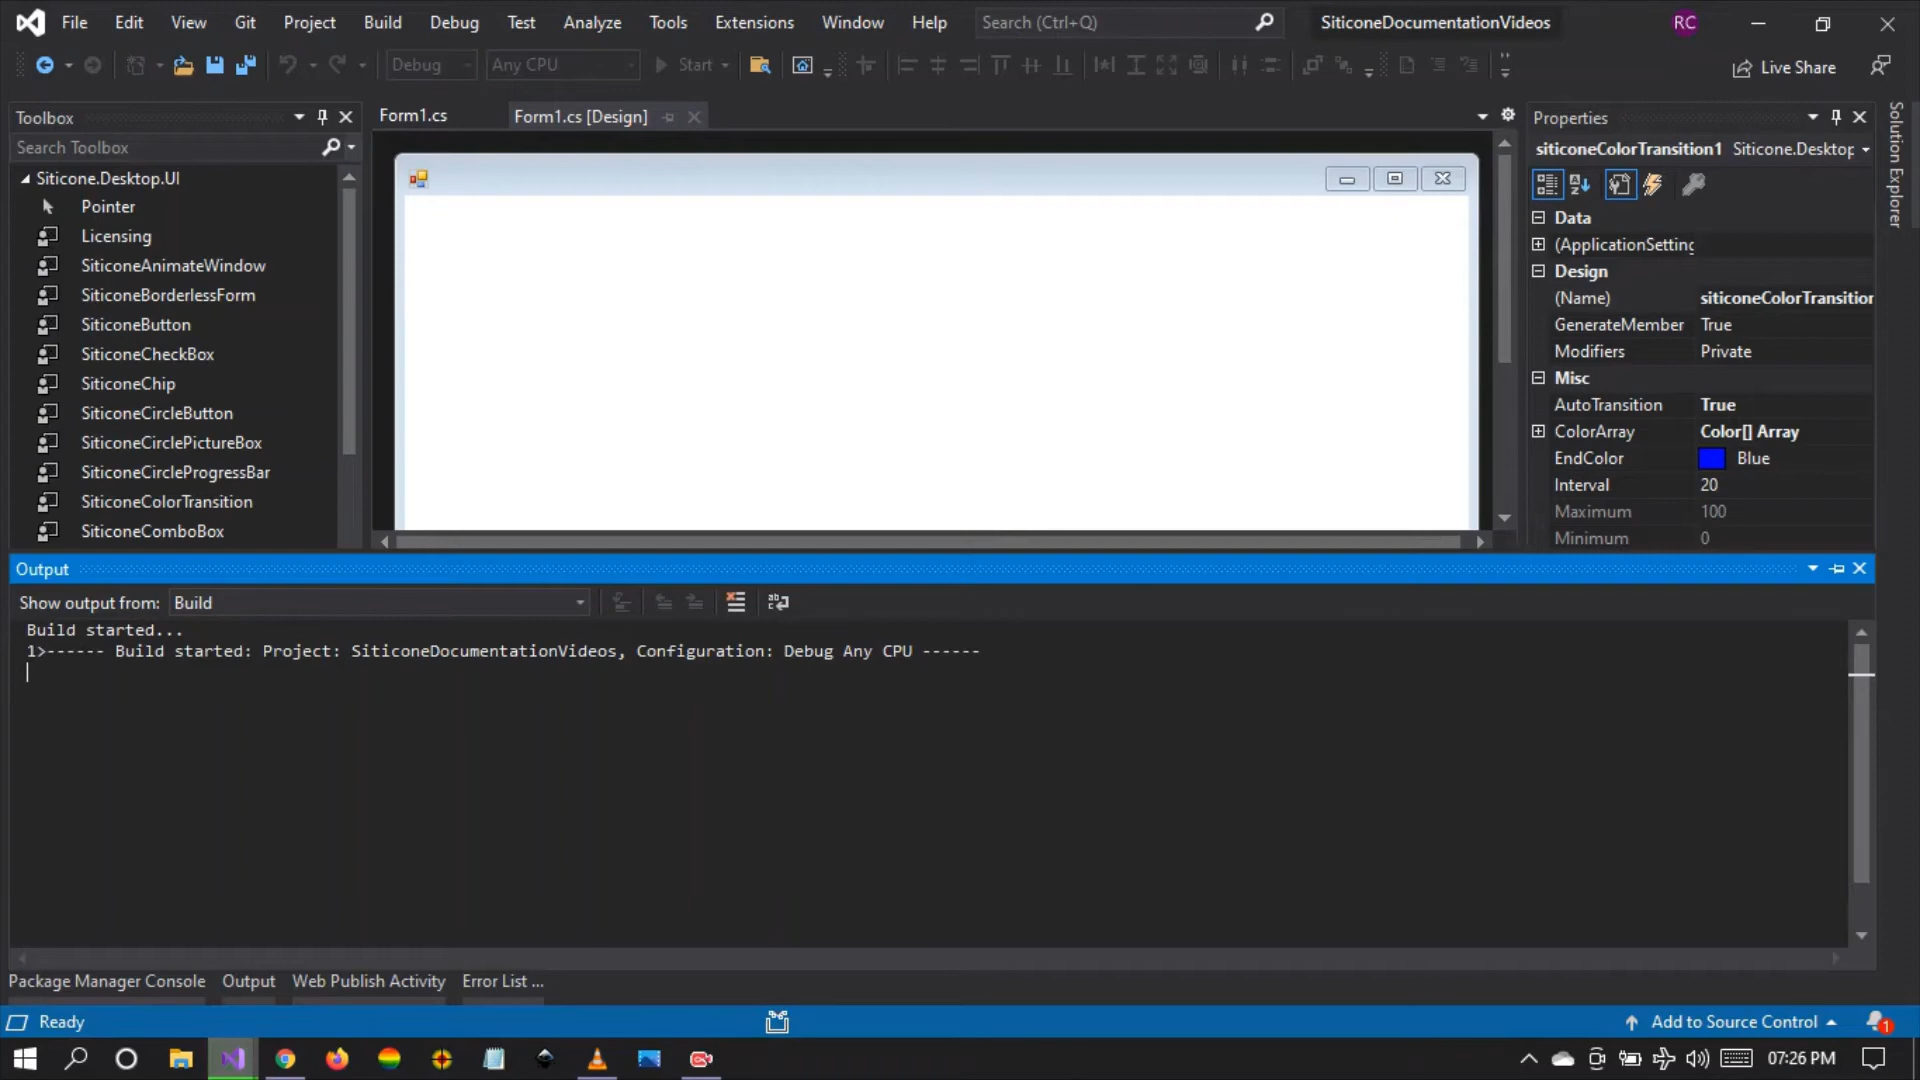 File Edit View Git Project Build Debug Test Analyze Tools Extensions Window Help Search (Ctrl+Q) SiticoneDocumentationVideos RC
Debug Any CPU Start Live Share
Toolbox
Search Toolbox
Siticone.Desktop.UI
Pointer
Licensing
SiticoneAnimateWindow
SiticoneBorderlessForm
SiticoneButton
SiticoneCheckBox
SiticoneChip
SiticoneCircleButton
SiticoneCirclePictureBox
SiticoneCircleProgressBar
SiticoneColorTransition
SiticoneComboBox
Form1.cs Form1.cs [Design]
Properties
siticoneColorTransition1 Siticone.Desktop
Data
(ApplicationSetting
Design
(Name) siticoneColorTransition
GenerateMember True
Modifiers Private
Misc
AutoTransition True
ColorArray Color[] Array
EndColor Blue
Interval 20
Maximum 100
Minimum 0
Solution Explorer
Output
Show output from: Build
Build started...
1>------ Build started: Project: SiticoneDocumentationVideos, Configuration: Debug Any CPU ------
Package Manager Console Output Web Publish Activity Error List ...
Ready Add to Source Control 1
07:26 PM